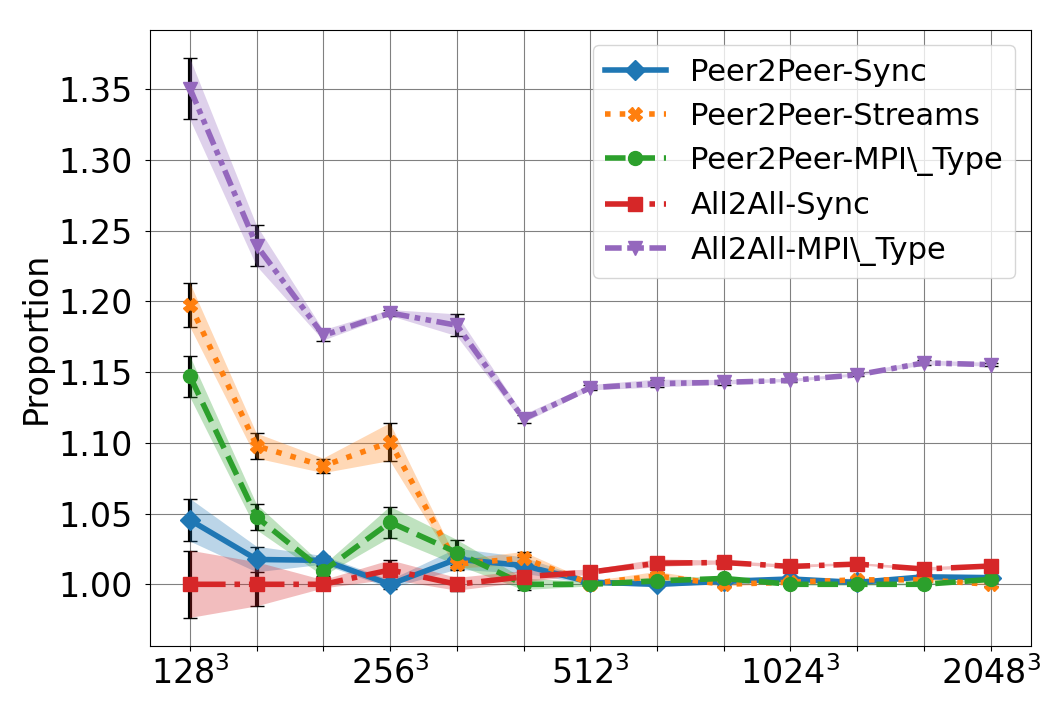 Proportion
1.35
1.30
1.25
1.20
1.15
1.10
1.05
1.00
Peer2Peer-Sync
Peer2Peer-Streams
Peer2Peer-MPI\_Type
All2All-Sync
All2All-MPI\_Type
128³ 256³ 512³ 1024³ 2048³